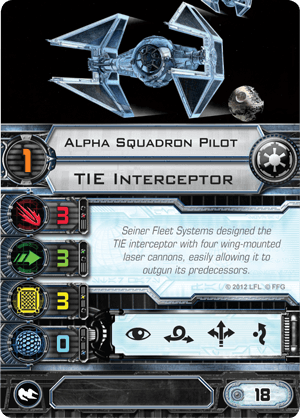 Alpha Squadron Pilot
1
TIE Interceptor
3
Seiner Fleet Systems designed the
TIE interceptor with four wing-mounted
laser cannons, easily allowing it to
outgun its predecessors.
© 2012 LFL © FFG
3
3
0
18